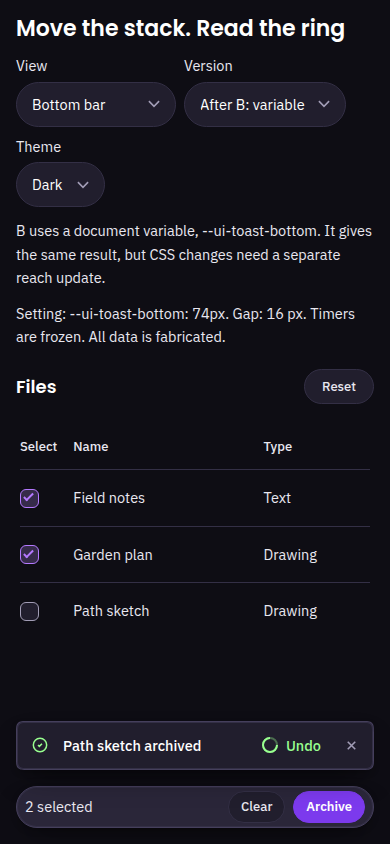 Move the stack. Read the ring
View Version
Bottom bar After B: variable
Theme
Dark
B uses a document variable, --ui-toast-bottom. It gives
the same result, but CSS changes need a separate
reach update.
Setting: --ui-toast-bottom: 74px. Gap: 16 px. Timers
are frozen. All data is fabricated.
Files Reset
Select Name Type
Field notes Text
Garden plan Drawing
Path sketch Drawing
Path sketch archived Undo
2 selected Clear Archive